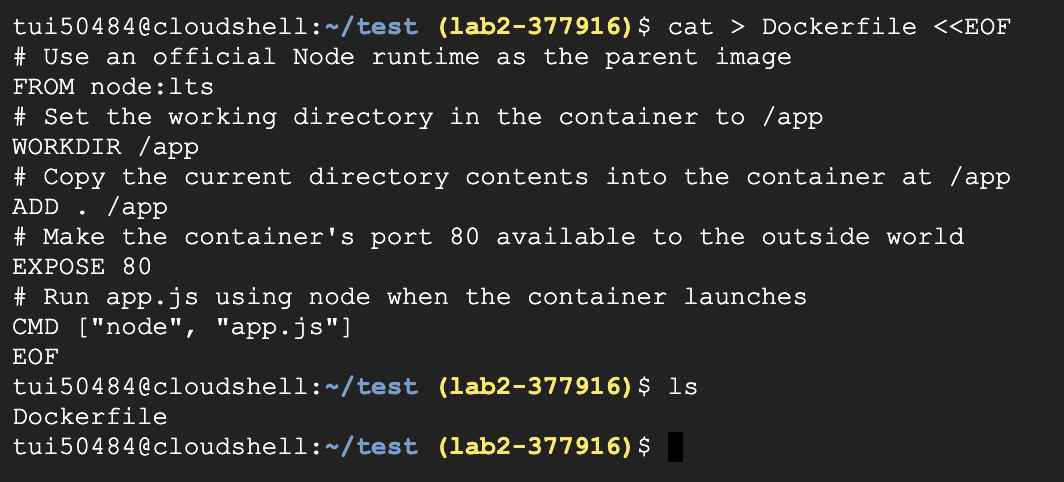 tui50484@cloudshell:~/test (lab2-377916)$ cat > Dockerfile <<EOF
# Use an official Node runtime as the parent image
FROM node:lts
# Set the working directory in the container to /app
WORKDIR /app
# Copy the current directory contents into the container at /app
ADD . /app
# Make the container's port 80 available to the outside world
EXPOSE 80
# Run app.js using node when the container launches
CMD ["node", "app.js"]
EOF
tui50484@cloudshell:~/test (lab2-377916)$ ls
Dockerfile
tui50484@cloudshell:~/test (lab2-377916)$